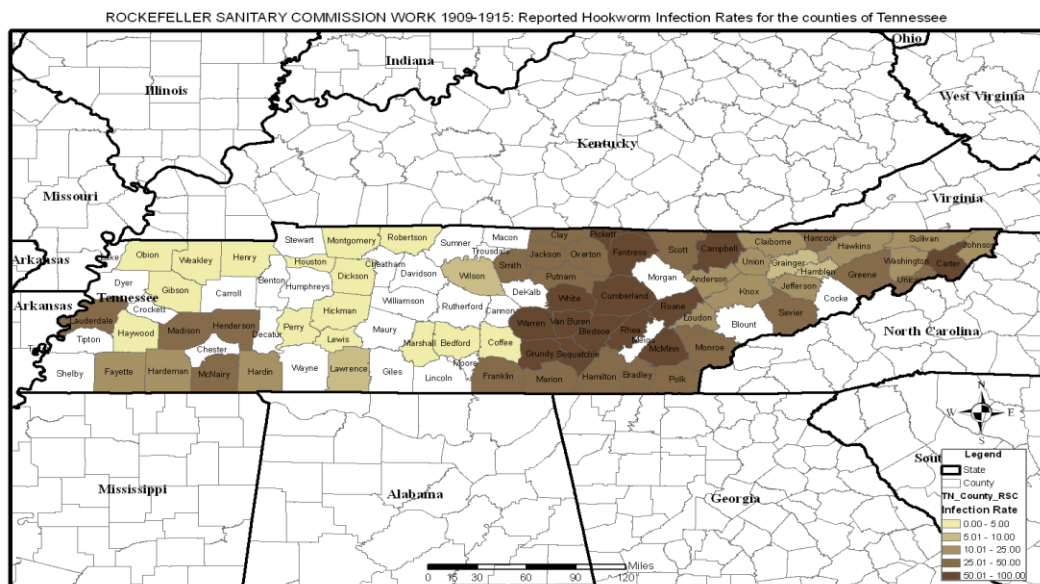 ROCKEFELLER SANITARY COMMISSION WORK 1909-1915: Reported Hookworm Infection Rates for the counties of Tennessee
Ohio
Indiana
Illinois
West Virginia
Kentucky
Missouri
Virginia
Arkansas
Arkansas
Tennessee
North Carolina
Mississippi
Alabama
Georgia
Lake
Obion
Weakley
Henry
Stewart
Montgomery
Robertson
Sumner
Macon
Trousdale
Clay
Pickett
Fentress
Scott
Campbell
Claiborne
Hancock
Hawkins
Sullivan
Johnson
Dyer
Gibson
Carroll
Benton
Houston
Humphreys
Dickson
Cheatham
Davidson
Wilson
Smith
Jackson
Overton
Putnam
Morgan
Anderson
Union
Grainger
Hamblen
Greene
Washington
Carter
Lauderdale
Crockett
Haywood
Madison
Henderson
Decatur
Perry
Hickman
Lewis
Williamson
Maury
Rutherford
Cannon
DeKalb
White
Cumberland
Roane
Knox
Jefferson
Cocke
Sevier
Blount
Loudon
Tipton
Chester
Marshall
Bedford
Coffee
Warren
Van Buren
Bledsoe
Rhea
Meigs
McMinn
Monroe
Shelby
Fayette
Hardeman
McNairy
Hardin
Wayne
Lawrence
Giles
Lincoln
Moore
Franklin
Grundy
Sequatchie
Marion
Hamilton
Bradley
Polk
N
W E
S
Legend
State
County
TN_County_RSC
Infection Rate
0.00 - 5.00
5.01 - 10.00
10.01 - 25.00
25.01 - 50.00
50.01 - 100.00
Miles
0 15 30 60 90 120